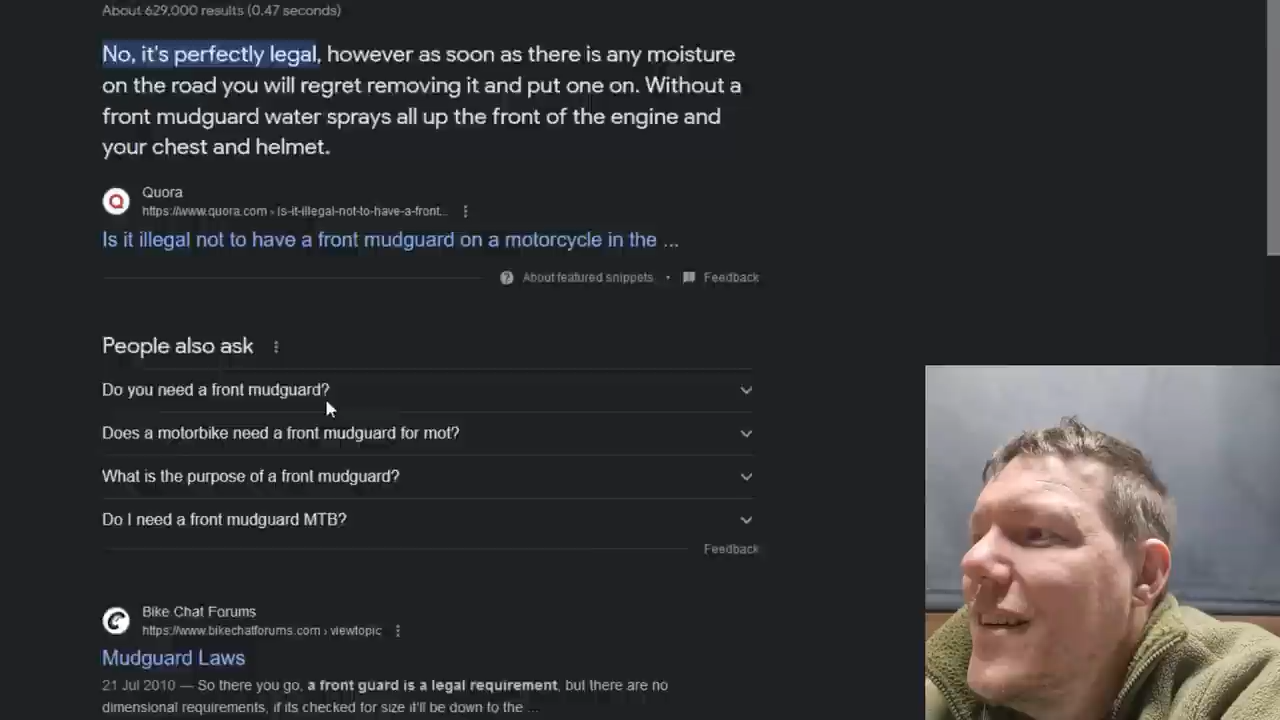 About 629,000 results (0.47 seconds)
No, it's perfectly legal, however as soon as there is any moisture
on the road you will regret removing it and put one on. Without a
front mudguard water sprays all up the front of the engine and
your chest and helmet.
Quora
https://www.quora.com › Is-it-illegal-not-to-have-a-front...
Is it illegal not to have a front mudguard on a motorcycle in the ...
About featured snippets • Feedback
People also ask
Do you need a front mudguard?
Does a motorbike need a front mudguard for mot?
What is the purpose of a front mudguard?
Do I need a front mudguard MTB?
Feedback
Bike Chat Forums
https://www.bikechatforums.com › viewtopic
Mudguard Laws
21 Jul 2010 — So there you go, a front guard is a legal requirement, but there are no
dimensional requirements, if its checked for size it'll be down to the ...